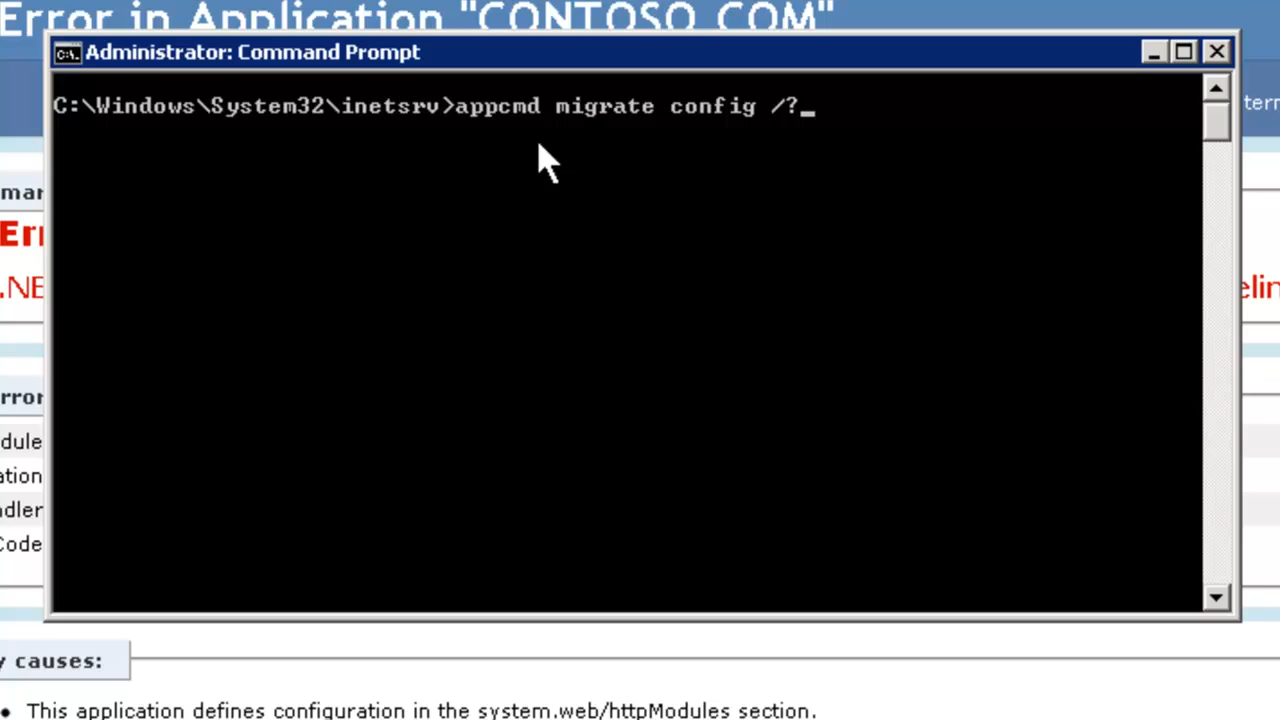 Error in Application "CONTOSO.COM"
Administrator: Command Prompt
C:\Windows\System32\inetsrv>appcmd migrate config /?_
causes:
• This application defines configuration in the system.web/httpModules section.